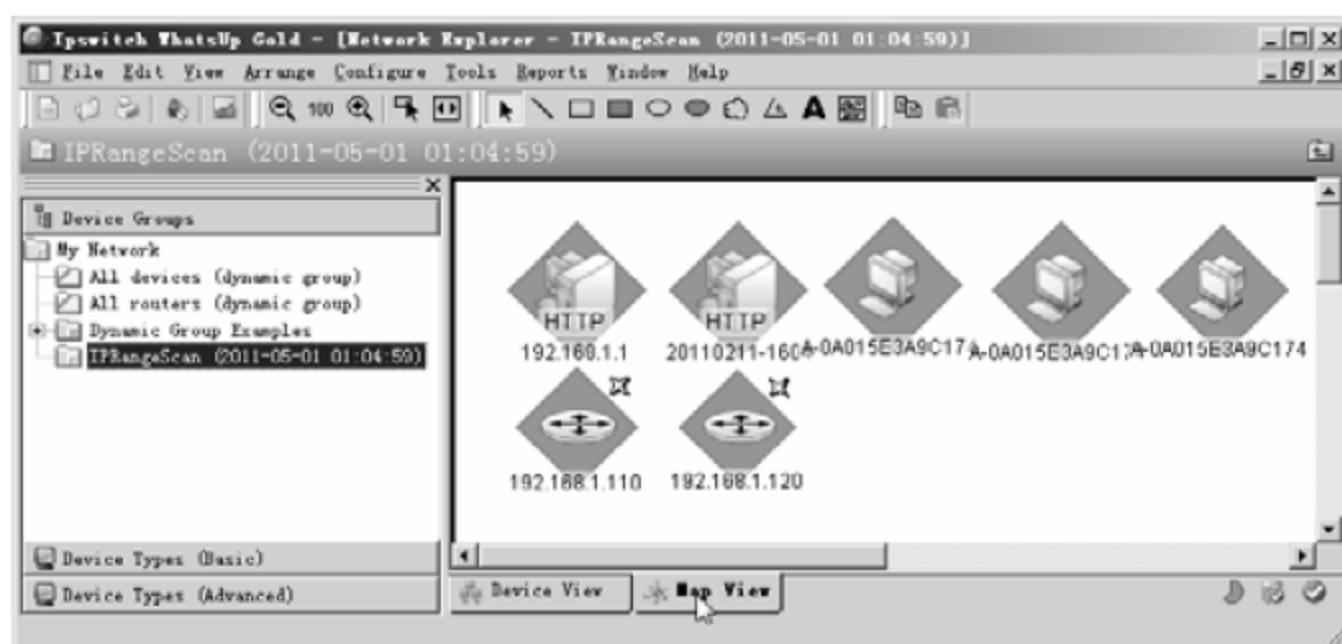 Ipswitch WhatsUp Gold - [Network Explorer - IPRangeScan (2011-05-01 01:04:59)]
File Edit View Arrange Configure Tools Reports Window Help
100
A
IPRangeScan (2011-05-01 01:04:59)
Device Groups
My Network
All devices (dynamic group)
All routers (dynamic group)
Dynamic Group Examples
IPRangeScan (2011-05-01 01:04:59)
Device Types (Basic)
Device Types (Advanced)
HTTP HTTP
192.168.1.1 20110211-160 A-0A015E3A9C174 A-0A015E3A9C17 A-0A015E3A9C174
192.168.1.110 192.168.1.120
Device View Map View